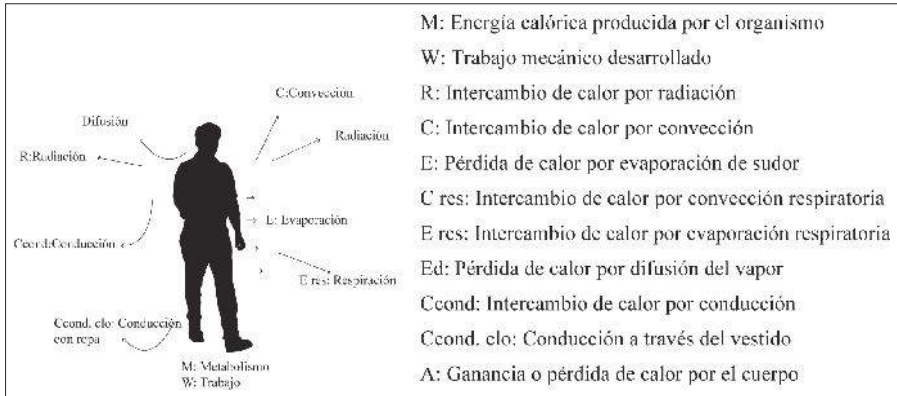 C:Convección
Difusión
Radiación
R:Radiación
E: Evaporación
Ccond:Conducción
E res: Respiración
Ccond. clo: Conducción
con ropa
M: Metabolismo
W: Trabajo
M: Energía calórica producida por el organismo
W: Trabajo mecánico desarrollado
R: Intercambio de calor por radiación
C: Intercambio de calor por convección
E: Pérdida de calor por evaporación de sudor
C res: Intercambio de calor por convección respiratoria
E res: Intercambio de calor por evaporación respiratoria
Ed: Pérdida de calor por difusión del vapor
Ccond: Intercambio de calor por conducción
Ccond. clo: Conducción a través del vestido
A: Ganancia o pérdida de calor por el cuerpo